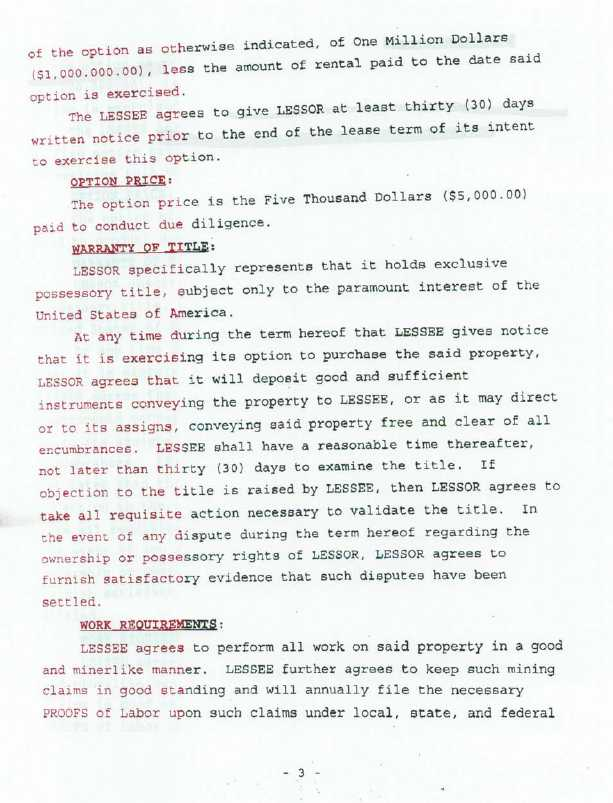 of the option as otherwise indicated, of One Million Dollars
($1,000.000.00), less the amount of rental paid to the date said
option is exercised.
The LESSEE agrees to give LESSOR at least thirty (30) days
written notice prior to the end of the lease term of its intent
to exercise this option.
OPTION PRICE:
The option price is the Five Thousand Dollars ($5,000.00)
paid to conduct due diligence.
WARRANTY OF TITLE:
LESSOR specifically represents that it holds exclusive
possessory title, subject only to the paramount interest of the
United States of America.
At any time during the term hereof that LESSEE gives notice
that it is exercising its option to purchase the said property,
LESSOR agrees that it will deposit good and sufficient
instruments conveying the property to LESSEE, or as it may direct
or to its assigns, conveying said property free and clear of all
encumbrances. LESSEE shall have a reasonable time thereafter,
not later than thirty (30) days to examine the title. If
objection to the title is raised by LESSEE, then LESSOR agrees to
take all requisite action necessary to validate the title. In
the event of any dispute during the term hereof regarding the
ownership or possessory rights of LESSOR, LESSOR agrees to
furnish satisfactory evidence that such disputes have been
settled.
WORK REQUIREMENTS:
LESSEE agrees to perform all work on said property in a good
and minerlike manner. LESSEE further agrees to keep such mining
claims in good standing and will annually file the necessary
PROOFS of Labor upon such claims under local, state, and federal
- 3 -